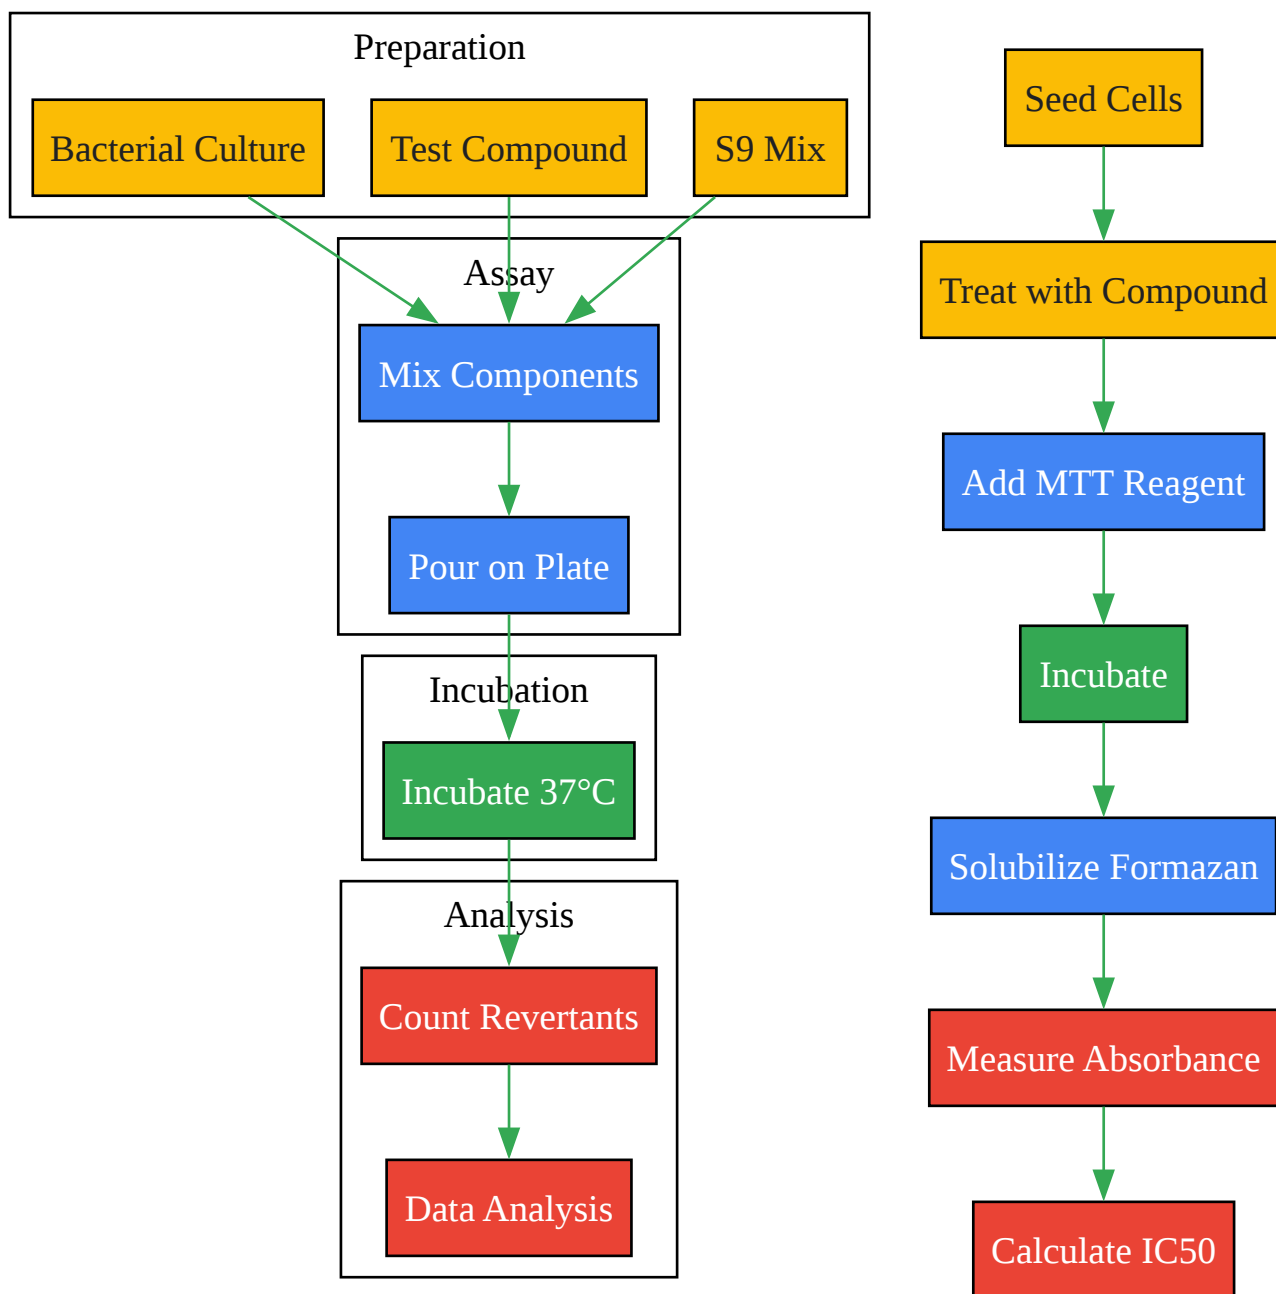 Preparation
Bacterial Culture
Test Compound
S9 Mix
Assay
Mix Components
Pour on Plate
Incubation
Incubate 37°C
Analysis
Count Revertants
Data Analysis
Seed Cells
Treat with Compound
Add MTT Reagent
Incubate
Solubilize Formazan
Measure Absorbance
Calculate IC50